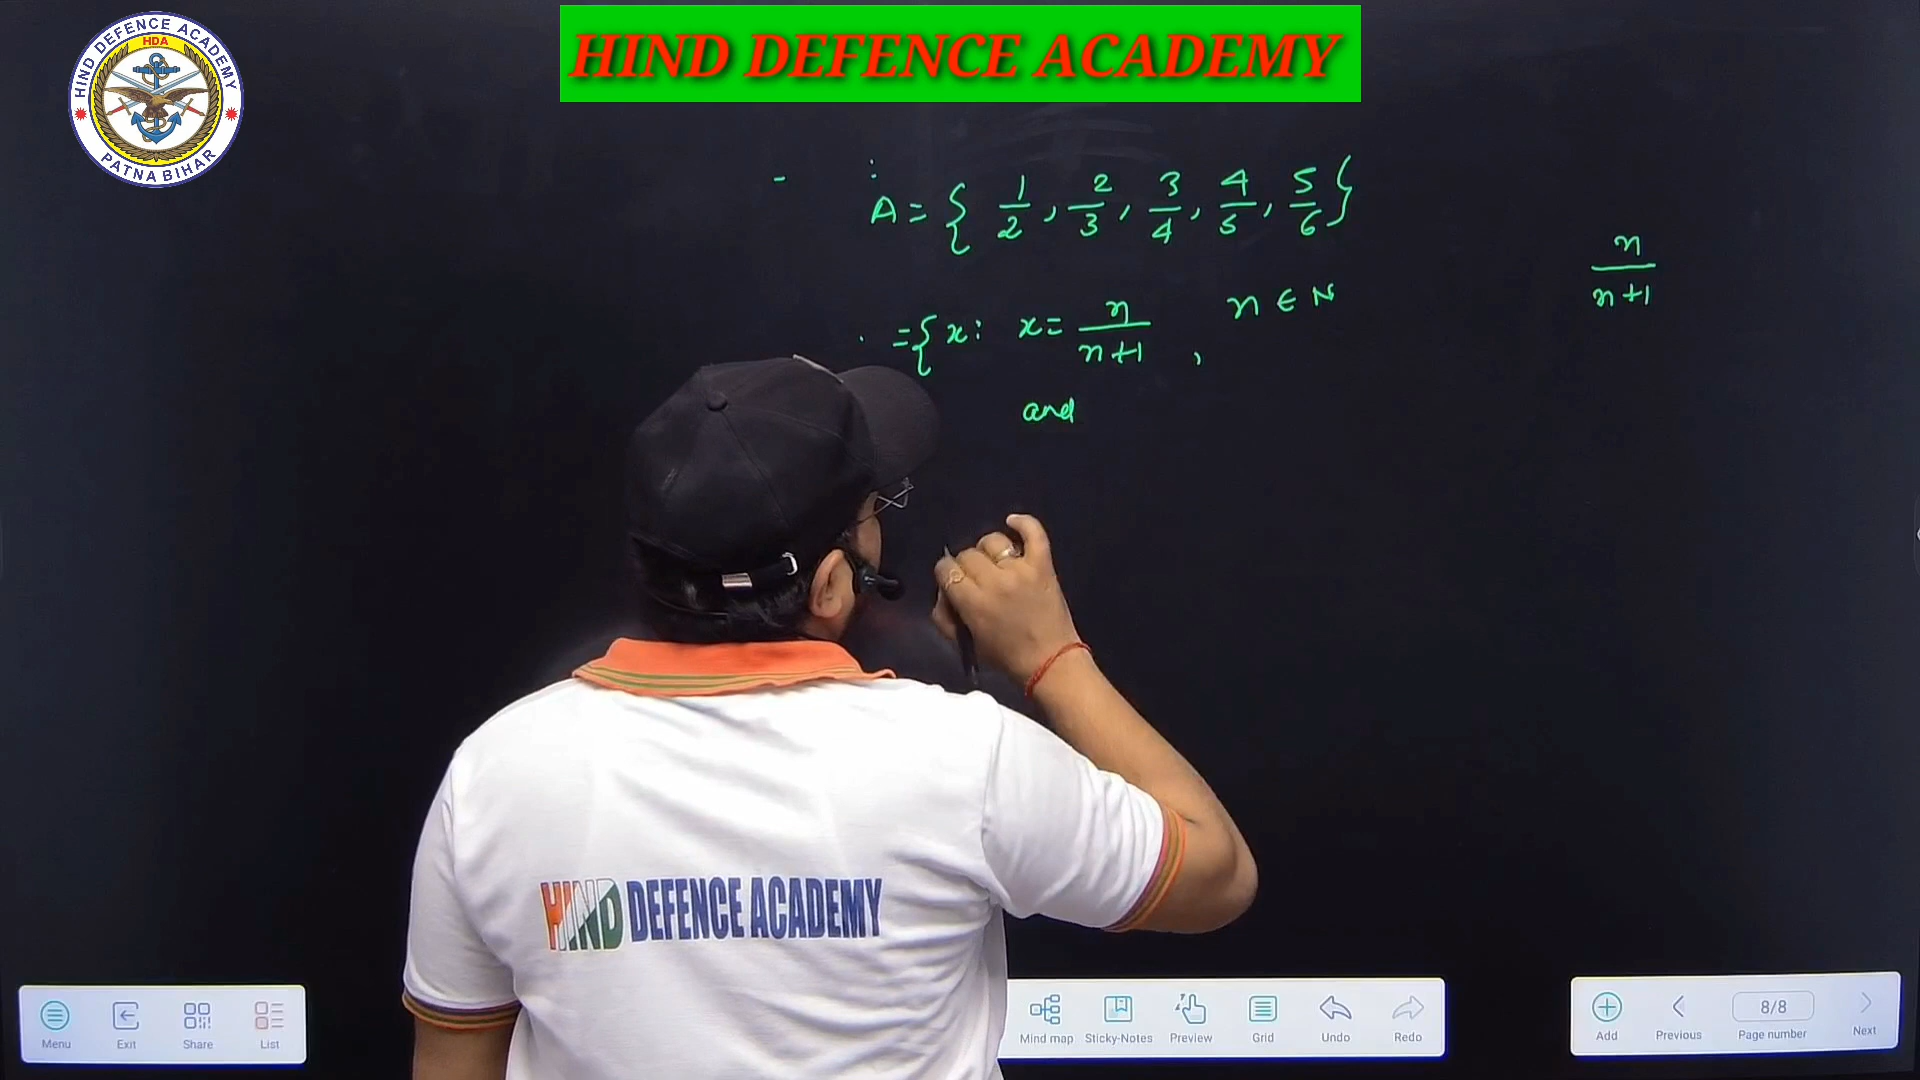 HIND DEFENCE ACADEMY
HIND DEFENCE ACADEMY
HDA
PATNA BIHAR
A = { 1/2, 2/3, 3/4, 4/5, 5/6 }
n/n+1
= { x : x = n/n+1 , n ∈ N
and
HIND DEFENCE ACADEMY
Menu
Exit
Share
List
Mind map
Sticky-Notes
Preview
Grid
Undo
Redo
Add
Previous
8/8
Page number
Next